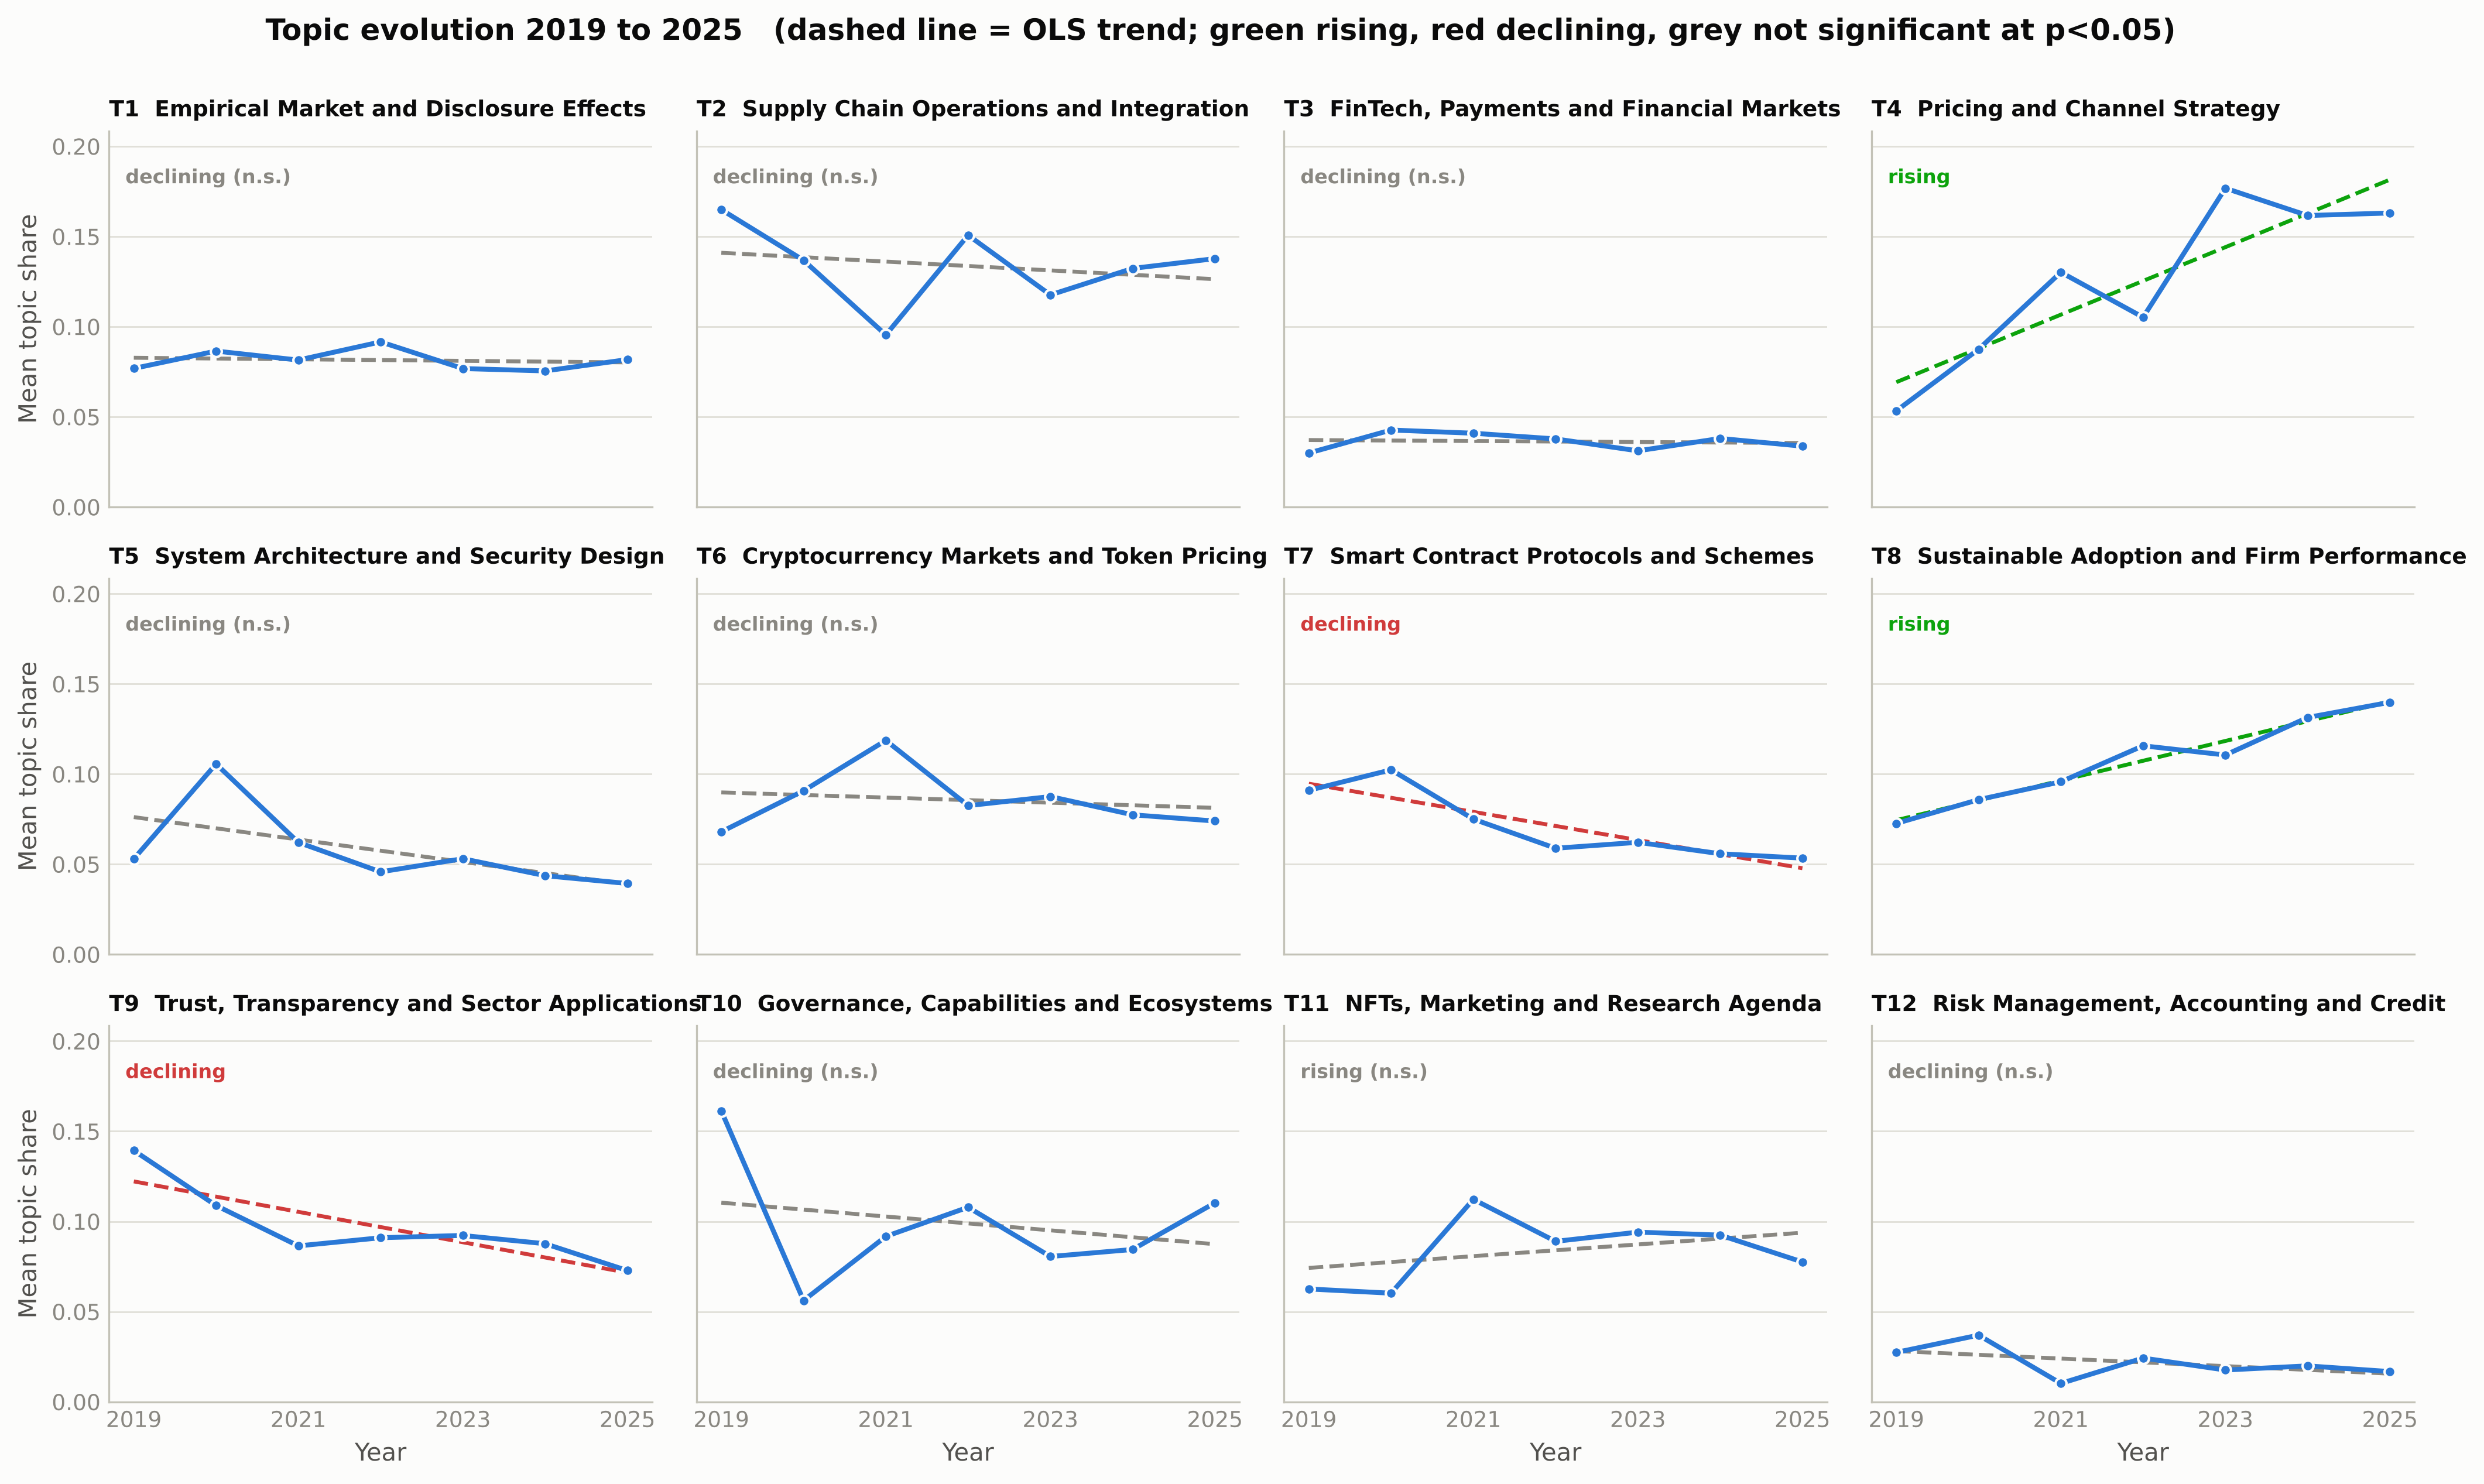 Topic evolution 2019 to 2025   (dashed line = OLS trend; green rising, red declining, grey not significant at p<0.05)
T1  Empirical Market and Disclosure Effects
T2  Supply Chain Operations and Integration
T3  FinTech, Payments and Financial Markets
T4  Pricing and Channel Strategy
Mean topic share
0.20
0.15
0.10
0.05
0.00
declining (n.s.)
declining (n.s.)
declining (n.s.)
rising
T5  System Architecture and Security Design
T6  Cryptocurrency Markets and Token Pricing
T7  Smart Contract Protocols and Schemes
T8  Sustainable Adoption and Firm Performance
Mean topic share
0.20
0.15
0.10
0.05
0.00
declining (n.s.)
declining (n.s.)
declining
rising
T9  Trust, Transparency and Sector Applications
T10  Governance, Capabilities and Ecosystems
T11  NFTs, Marketing and Research Agenda
T12  Risk Management, Accounting and Credit
Mean topic share
0.20
0.15
0.10
0.05
0.00
declining
declining (n.s.)
rising (n.s.)
declining (n.s.)
2019 2021 2023 2025
2019 2021 2023 2025
2019 2021 2023 2025
2019 2021 2023 2025
Year
Year
Year
Year